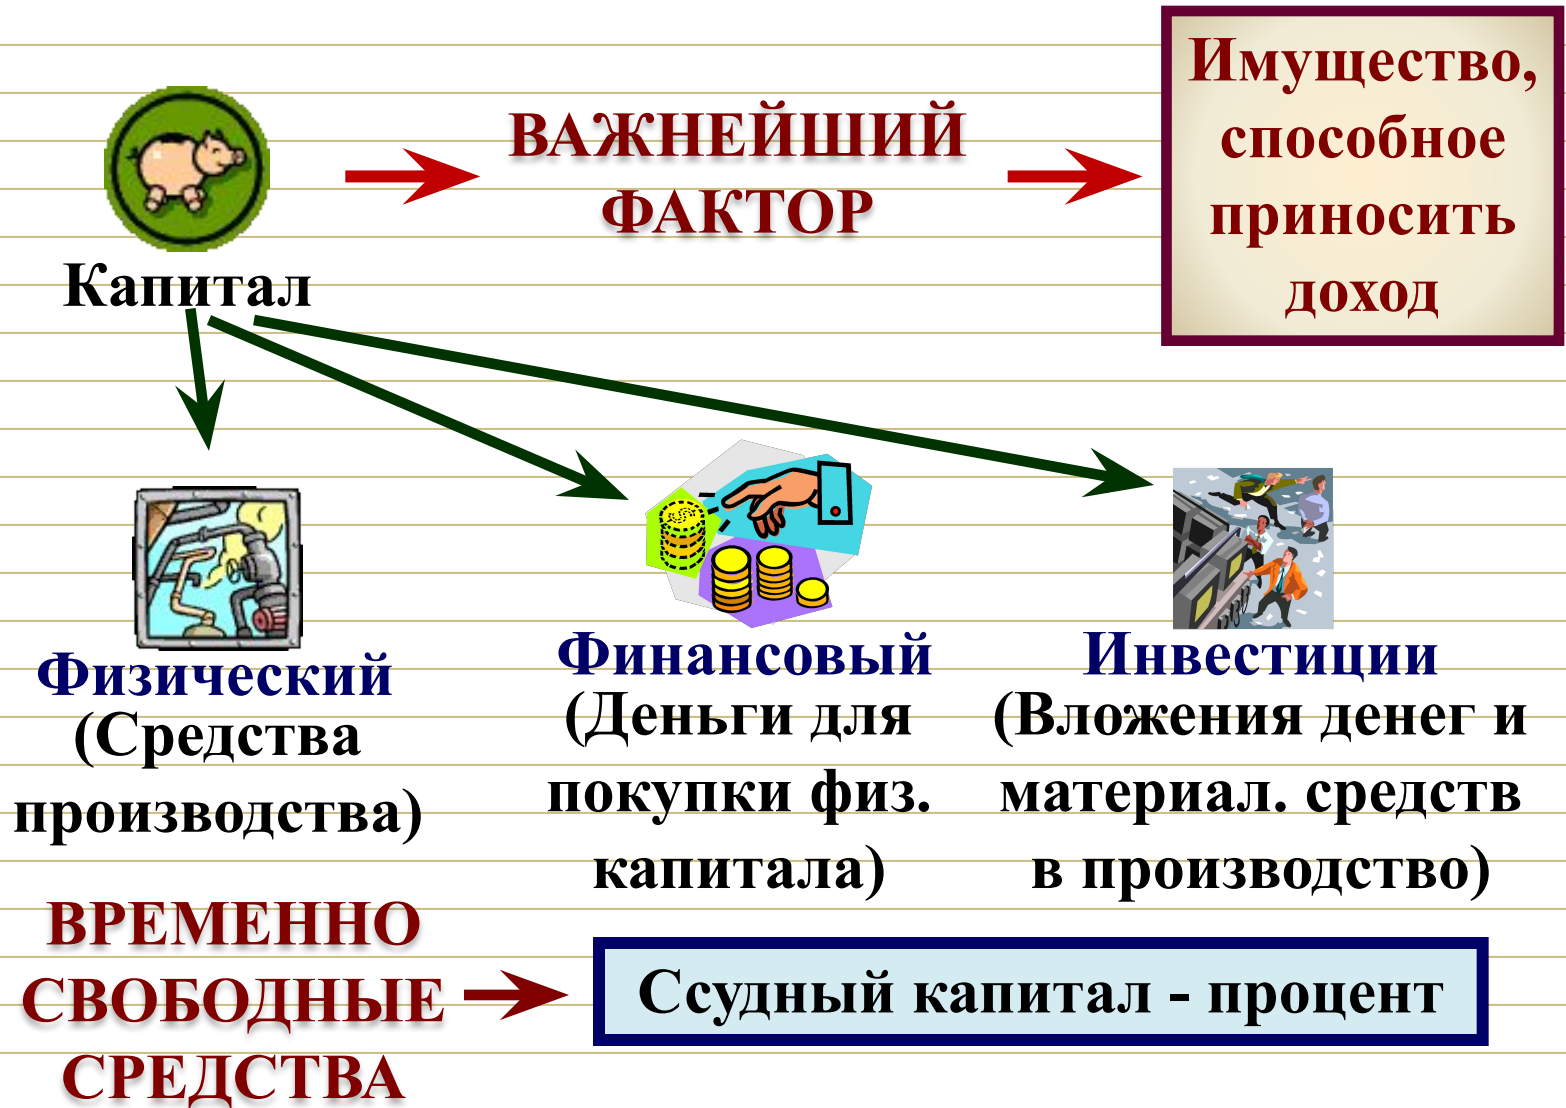 Имущество,
способное
приносить
доход
ВАЖНЕЙШИЙ
ФАКТОР
Капитал
Физический
(Средства
производства)
Финансовый
(Деньги для
покупки физ.
капитала)
Инвестиции
(Вложения денег и
материал. средств
в производство)
ВРЕМЕННО
СВОБОДНЫЕ
СРЕДСТВА
Ссудный капитал - процент